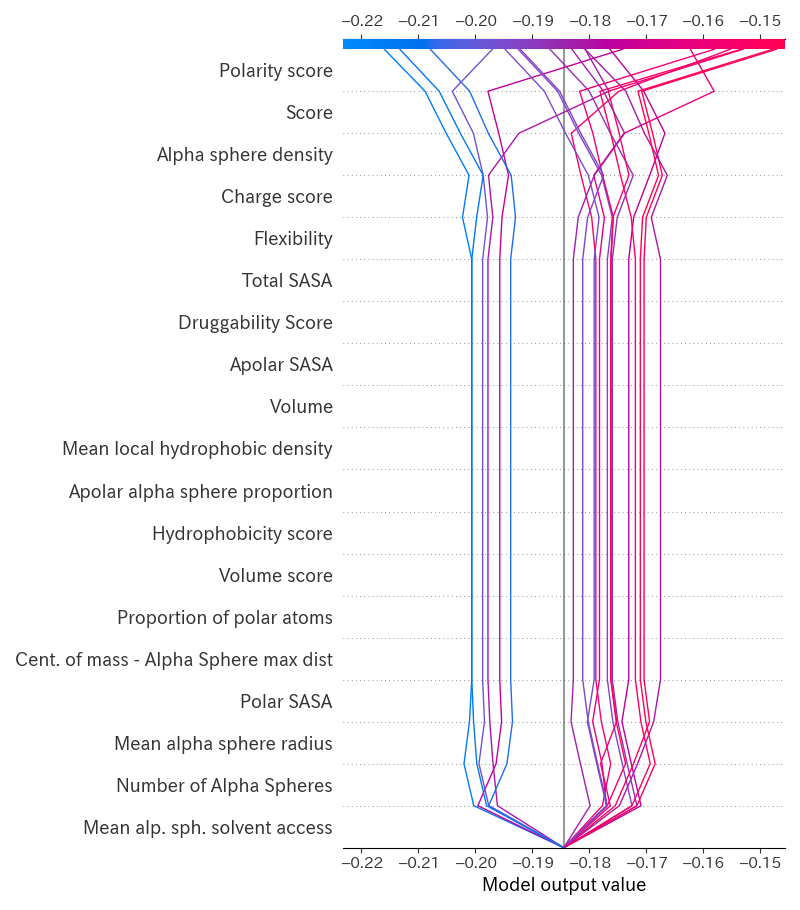 −0.22 −0.21 −0.20 −0.19 −0.18 −0.17 −0.16 −0.15
Polarity score
Score
Alpha sphere density
Charge score
Flexibility
Total SASA
Druggability Score
Apolar SASA
Volume
Mean local hydrophobic density
Apolar alpha sphere proportion
Hydrophobicity score
Volume score
Proportion of polar atoms
Cent. of mass - Alpha Sphere max dist
Polar SASA
Mean alpha sphere radius
Number of Alpha Spheres
Mean alp. sph. solvent access
−0.22 −0.21 −0.20 −0.19 −0.18 −0.17 −0.16 −0.15
Model output value